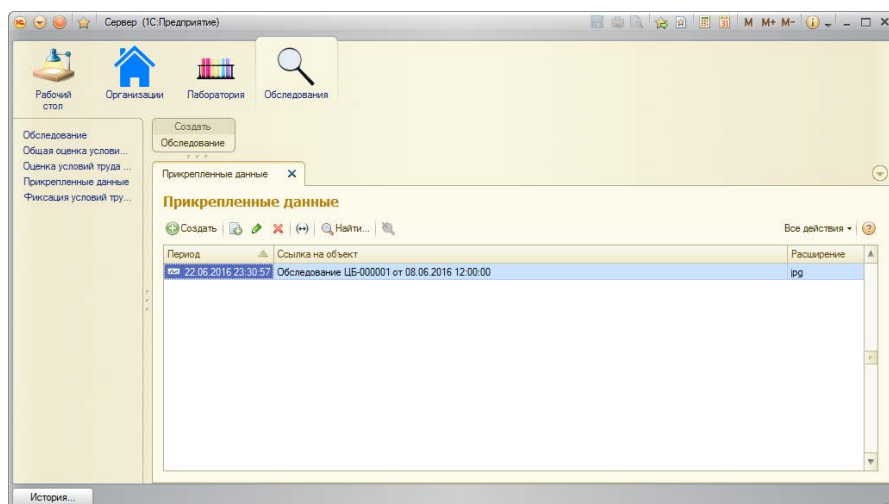 Сервер (1С:Предприятие)
M M+ M-
31
Рабочий стол
Организации
Лаборатория
Обследования
Обследование
Общая оценка услови...
Оценка условий труда ...
Прикрепленные данные
Фиксация условий тру...
Создать
Обследование
Прикрепленные данные
Прикрепленные данные
Создать
Найти...
Все действия
Период Ссылка на объект Расширение
22.06.2016 23:30:57 Обследование ЦБ-000001 от 08.06.2016 12:00:00 jpg
История...